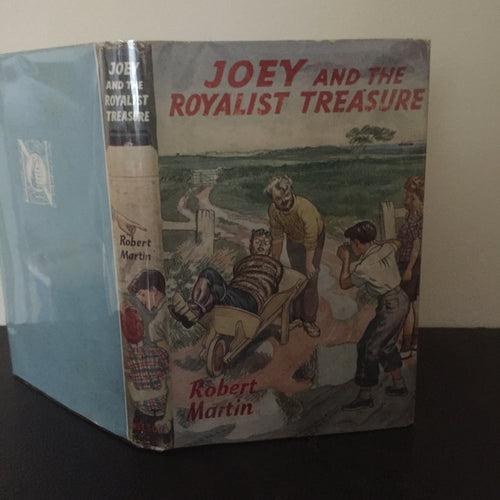 JOEY
AND THE
ROYALIST
TREASURE
Robert
Martin
JOEY AND THE
ROYALIST TREASURE
Robert
Martin